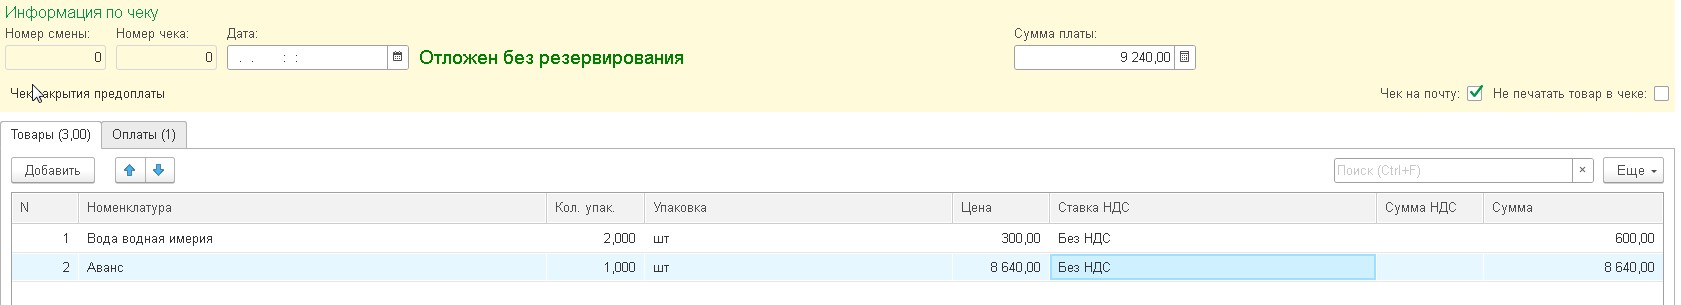 Информация по чеку
Номер смены: Номер чека: Дата: Сумма платы:
0 0 . . : : Отложен без резервирования 9 240,00
Чек закрытия предоплаты Чек на почту: Не печатать товар в чеке:
Товары (3,00) Оплаты (1)
Добавить Поиск (Ctrl+F) × Еще
N Номенклатура Кол. упак. Упаковка Цена Ставка НДС Сумма НДС Сумма
1 Вода водная имерия 2,000 шт 300,00 Без НДС 600,00
2 Аванс 1,000 шт 8 640,00 Без НДС 8 640,00